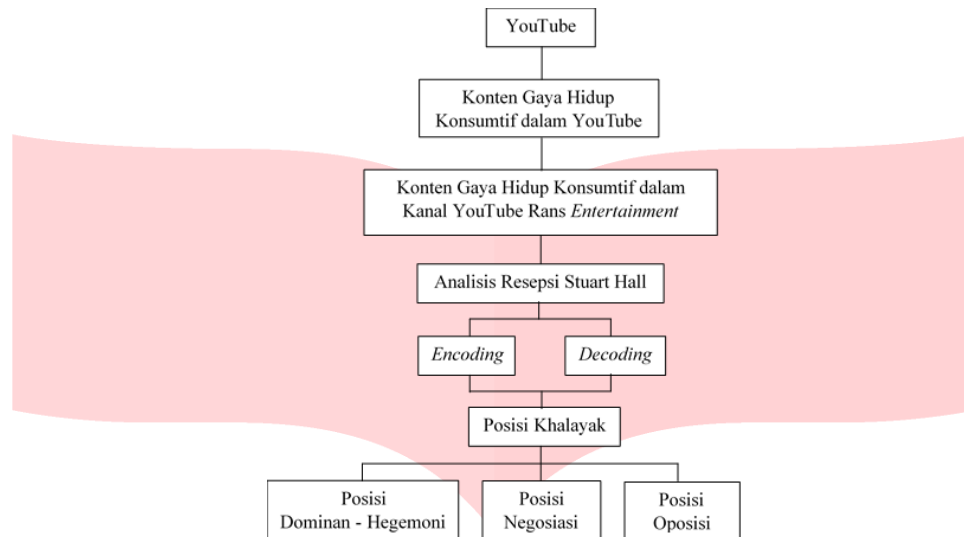 YouTube
Konten Gaya Hidup
Konsumtif dalam YouTube
Konten Gaya Hidup Konsumtif dalam
Kanal YouTube Rans Entertainment
Analisis Resepsi Stuart Hall
Encoding
Decoding
Posisi Khalayak
Posisi
Dominan - Hegemoni
Posisi
Negosiasi
Posisi
Oposisi